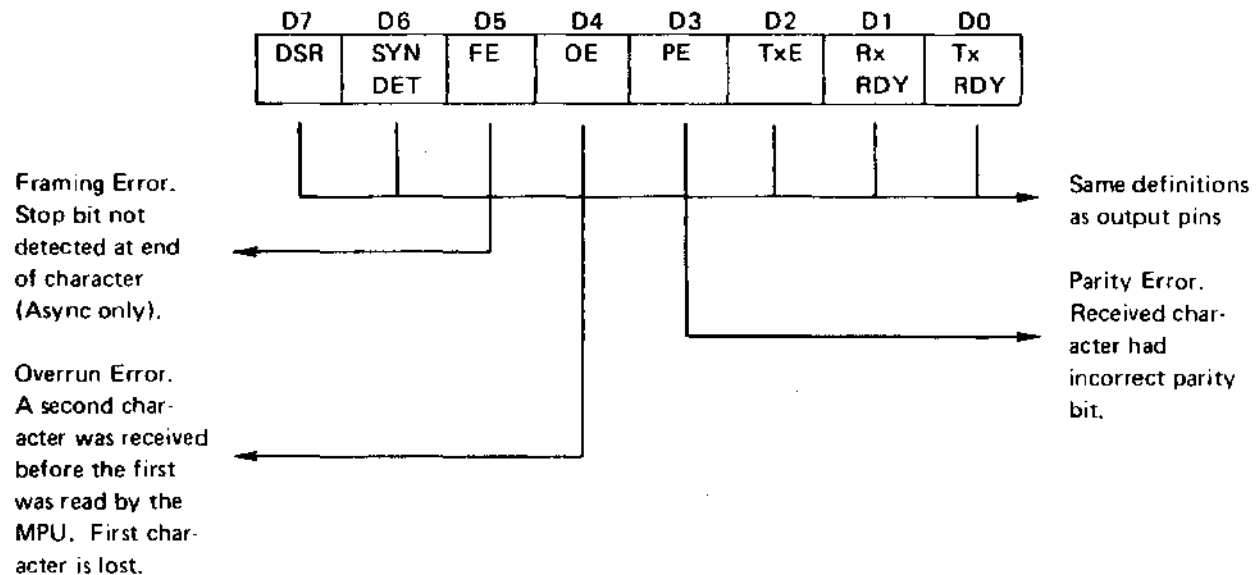 D7 D6 D5 D4 D3 D2 D1 D0
DSR SYN FE OE PE TxE Rx Tx
DET RDY RDY
Framing Error.
Stop bit not
detected at end
of character
(Async only).
Overrun Error.
A second char-
acter was received
before the first
was read by the
MPU. First char-
acter is lost.
Same definitions
as output pins
Parity Error.
Received char-
acter had
incorrect parity
bit.